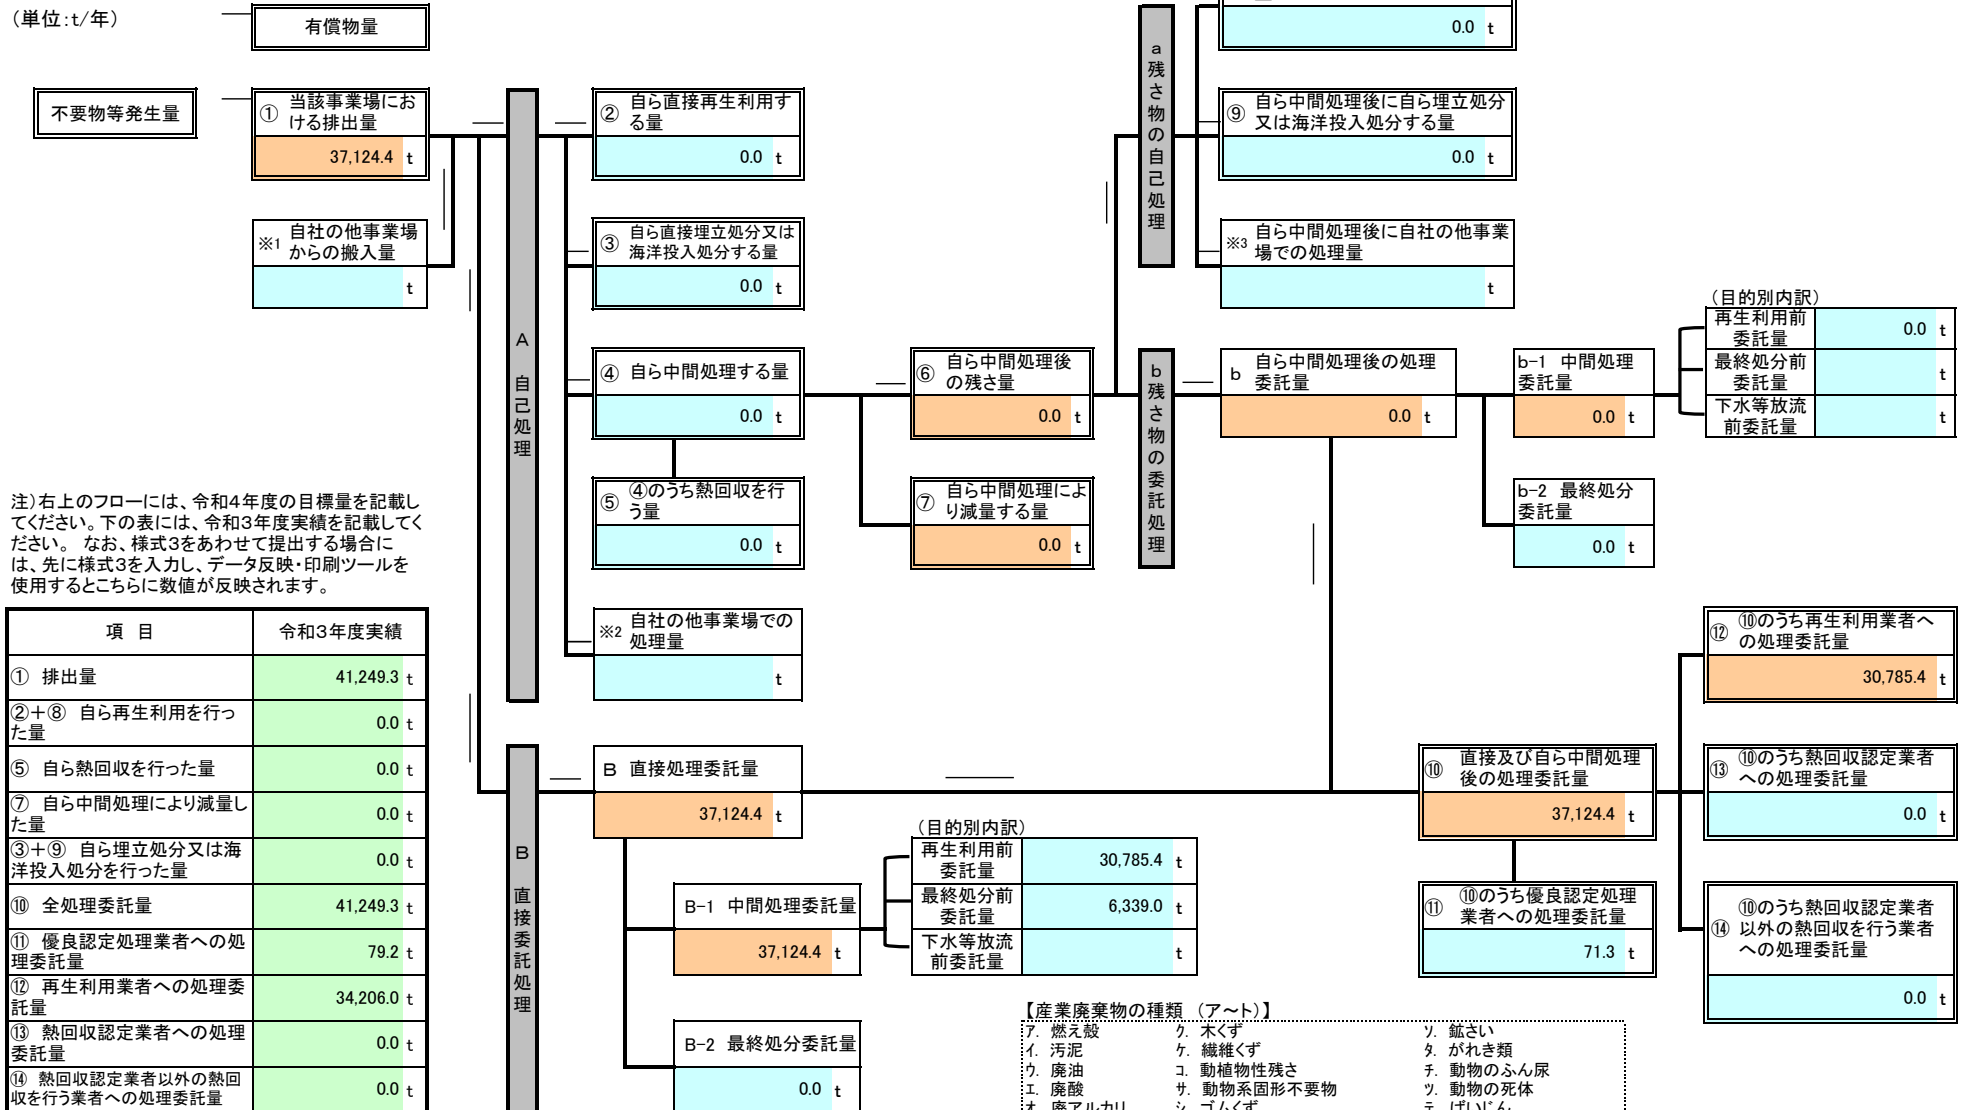 （単位：t/年）
有償物量
不要物等発生量
① 当該事業場にお
ける排出量
37,124.4 t
※1 自社の他事業場
からの搬入量
t
A 自己処理
② 自ら直接再生利用す
る量
0.0 t
③ 自ら直接埋立処分又は
海洋投入処分する量
0.0 t
④ 自ら中間処理する量
0.0 t
⑤ ④のうち熱回収を行
う量
0.0 t
※2 自社の他事業場での
処理量
t
⑥ 自ら中間処理後
の残さ量
0.0 t
⑦ 自ら中間処理によ
り減量する量
0.0 t
a 残さ物の自己処理
0.0 t
⑨ 自ら中間処理後に自ら埋立処分
又は海洋投入処分する量
0.0 t
※3 自ら中間処理後に自社の他事業
場での処理量
t
b 残さ物の委託処理
b 自ら中間処理後の処理
委託量
0.0 t
b-1 中間処理
委託量
0.0 t
（目的別内訳）
再生利用前
委託量
0.0 t
最終処分前
委託量
t
下水等放流
前委託量
t
b-2 最終処分
委託量
0.0 t
注）右上のフローには、令和４年度の目標量を記載し
てください。下の表には、令和３年度実績を記載してく
ださい。 なお、様式３をあわせて提出する場合に
は、先に様式３を入力し、データ反映・印刷ツールを
使用するとこちらに数値が反映されます。
項 目 令和３年度実績
① 排出量 41,249.3 t
②＋⑧ 自ら再生利用を行っ
た量 0.0 t
⑤ 自ら熱回収を行った量 0.0 t
⑦ 自ら中間処理により減量し
た量 0.0 t
③＋⑨ 自ら埋立処分又は海
洋投入処分を行った量 0.0 t
⑩ 全処理委託量 41,249.3 t
⑪ 優良認定処理業者への処
理委託量 79.2 t
⑫ 再生利用業者への処理委
託量 34,206.0 t
⑬ 熱回収認定業者への処理
委託量 0.0 t
⑭ 熱回収認定業者以外の熱回
収を行う業者への処理委託量 0.0 t
B 直接委託処理
B 直接処理委託量
37,124.4 t
B-1 中間処理委託量
37,124.4 t
（目的別内訳）
再生利用前
委託量
30,785.4 t
最終処分前
委託量
6,339.0 t
下水等放流
前委託量
t
B-2 最終処分委託量
0.0 t
⑩ 直接及び自ら中間処理
後の処理委託量
37,124.4 t
⑪ ⑩のうち優良認定処理
業者への処理委託量
71.3 t
⑫ ⑩のうち再生利用業者へ
の処理委託量
30,785.4 t
⑬ ⑩のうち熱回収認定業者
への処理委託量
0.0 t
⑭ ⑩のうち熱回収認定業者
以外の熱回収を行う業者
への処理委託量
0.0 t
【産業廃棄物の種類 （ア～ト）】
ア. 燃え殻 ク. 木くず ソ. 鉱さい
イ. 汚泥 ケ. 繊維くず タ. がれき類
ウ. 廃油 コ. 動植物性残さ チ. 動物のふん尿
エ. 廃酸 サ. 動物系固形不要物 ツ. 動物の死体
オ. 廃アルカリ シ. ゴムくず テ. ばいじん